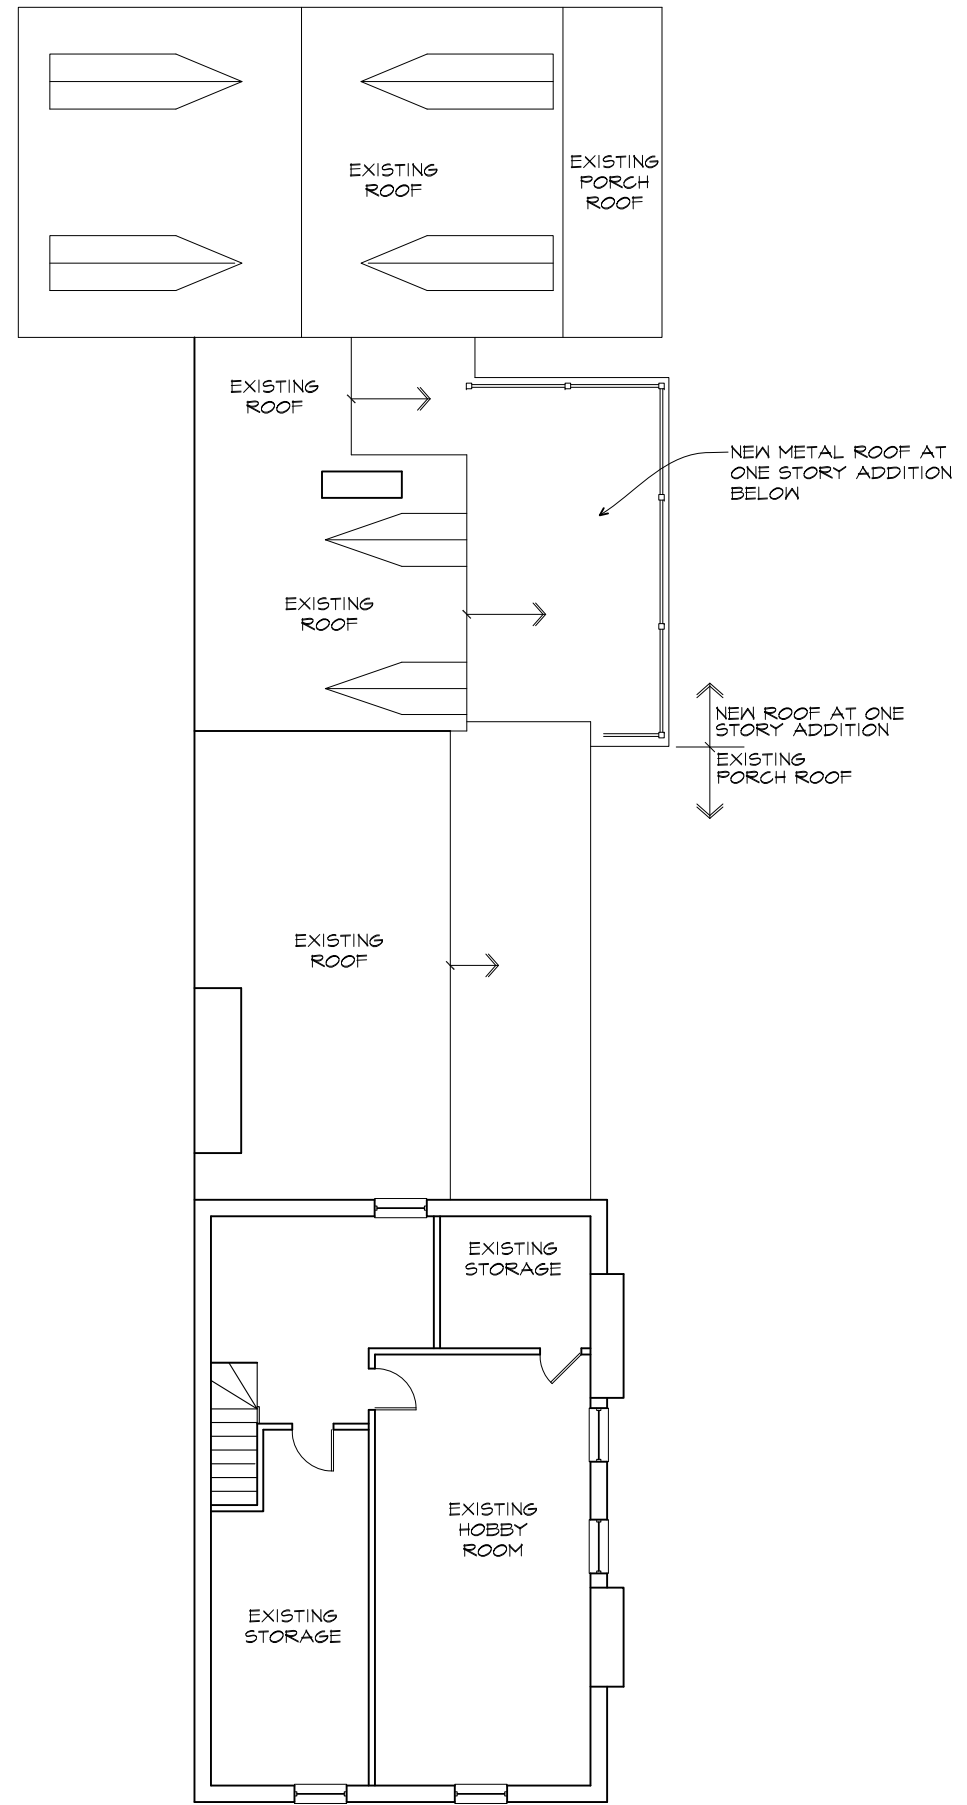 EXISTING
ROOF
EXISTING
PORCH
ROOF
EXISTING
ROOF
NEW METAL ROOF AT
ONE STORY ADDITION
BELOW
EXISTING
ROOF
NEW ROOF AT ONE
STORY ADDITION
EXISTING
PORCH ROOF
EXISTING
ROOF
EXISTING
STORAGE
EXISTING
HOBBY
ROOM
EXISTING
STORAGE